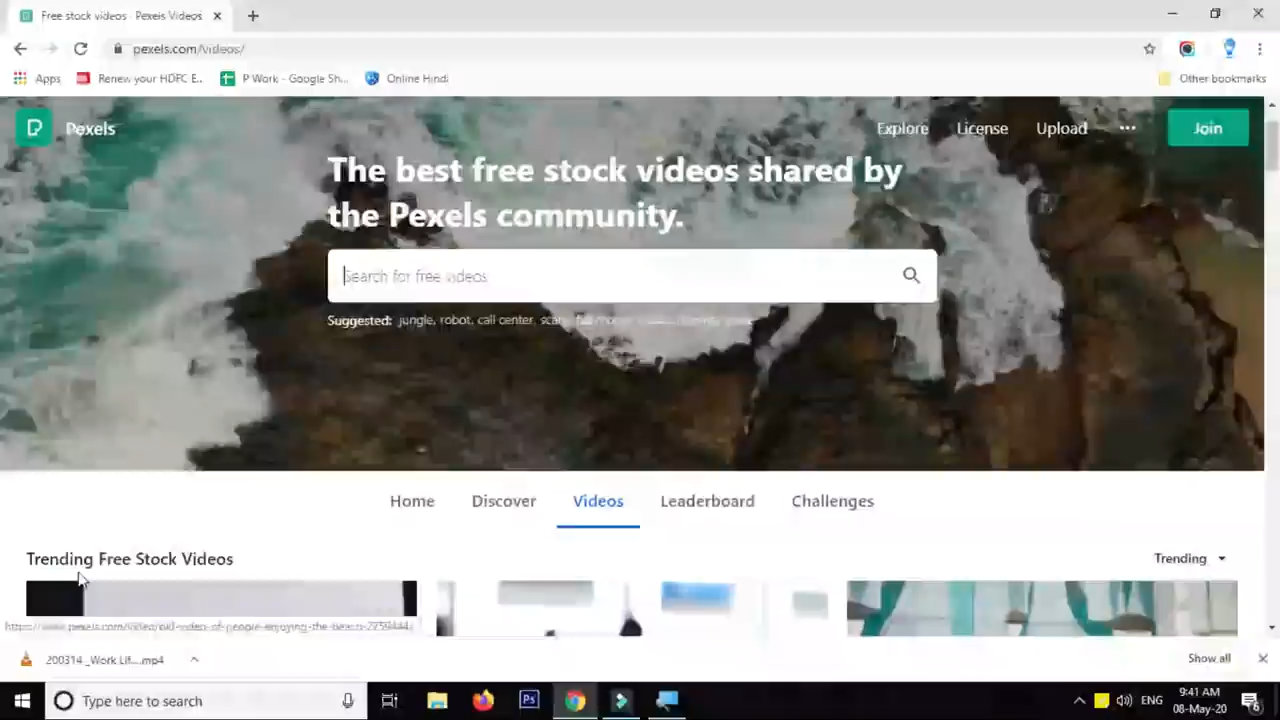 Free stock videos · Pexels Videos
pexels.com/videos/
Apps
Renew your HDFC E...
P Work - Google Sh...
Online Hindi
Other bookmarks
Pexels
Explore
License
Upload
Join
The best free stock videos shared by
the Pexels community.
Search for free videos
Suggested: jungle, robot, call center, scary,
Home
Discover
Videos
Leaderboard
Challenges
Trending Free Stock Videos
Trending
200314 _Work Lif....mp4
Show all
Type here to search
Ps
ENG
9:41 AM
08-May-20
6